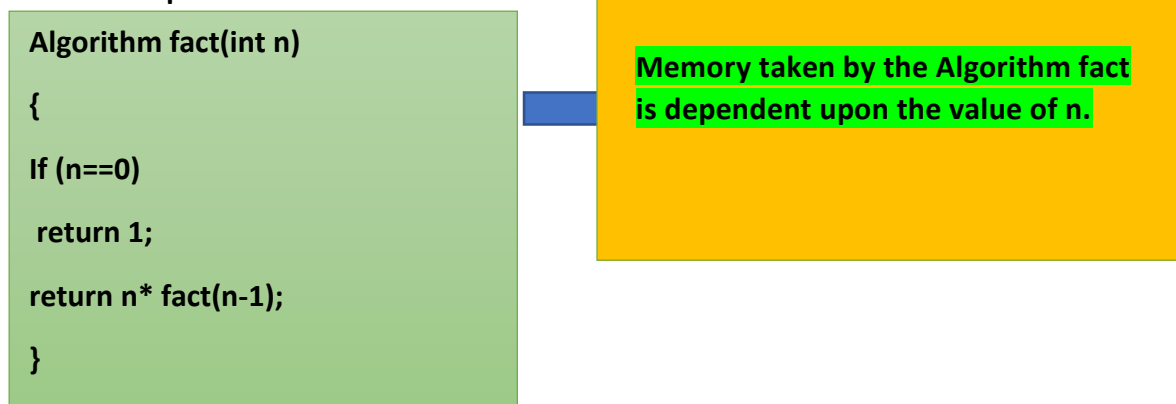 Algorithm fact(int n)
{
If (n==0)
return 1;
return n* fact(n-1);
}
Memory taken by the Algorithm fact
is dependent upon the value of n.